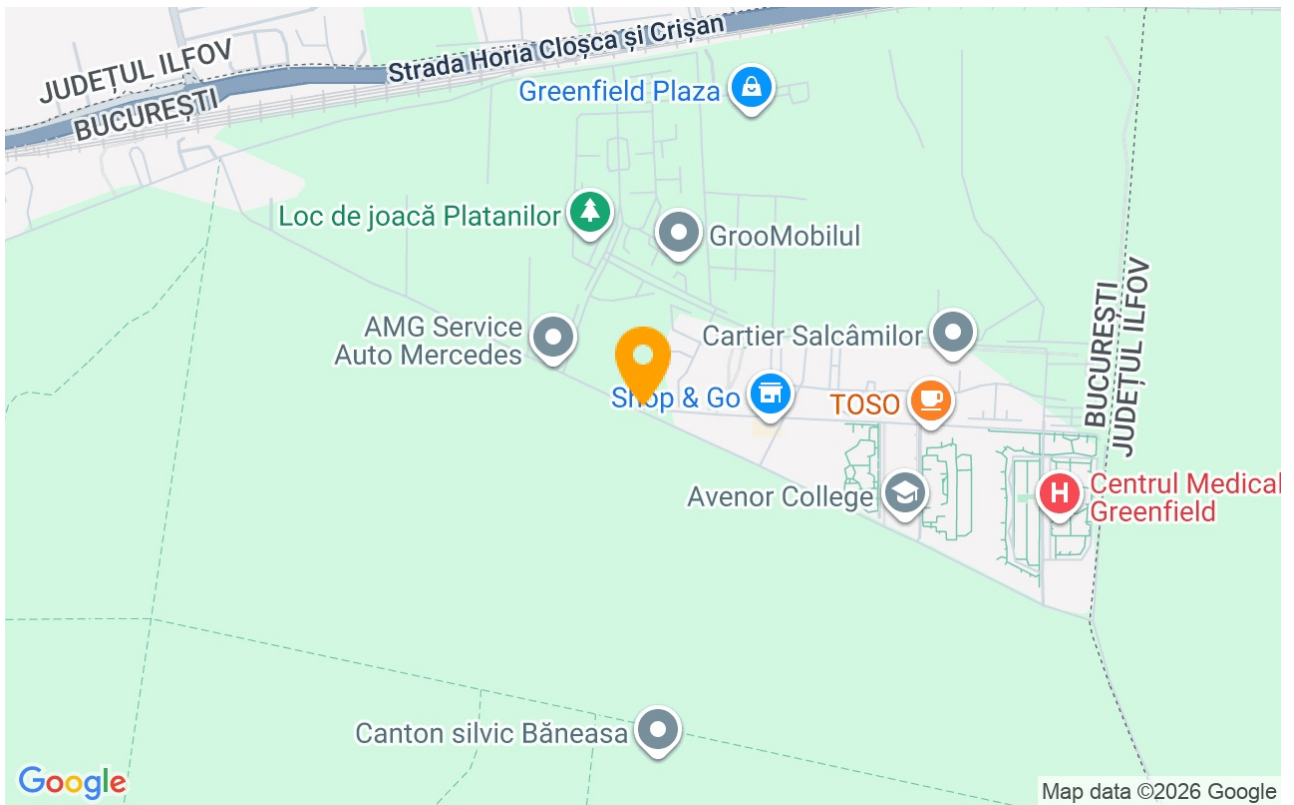 JUDEȚUL ILFOV
BUCUREȘTI
Strada Horia Cloșca și Crișan
Greenfield Plaza
Loc de joacă Platanilor
GrooMobilul
AMG Service
Auto Mercedes
Cartier Salcâmilor
BUCUREȘTI
JUDEȚUL ILFOV
Shop & Go
TOSO
Avenor College
H
Centrul Medical
Greenfield
Canton silvic Băneasa
Google
Map data ©2026 Google